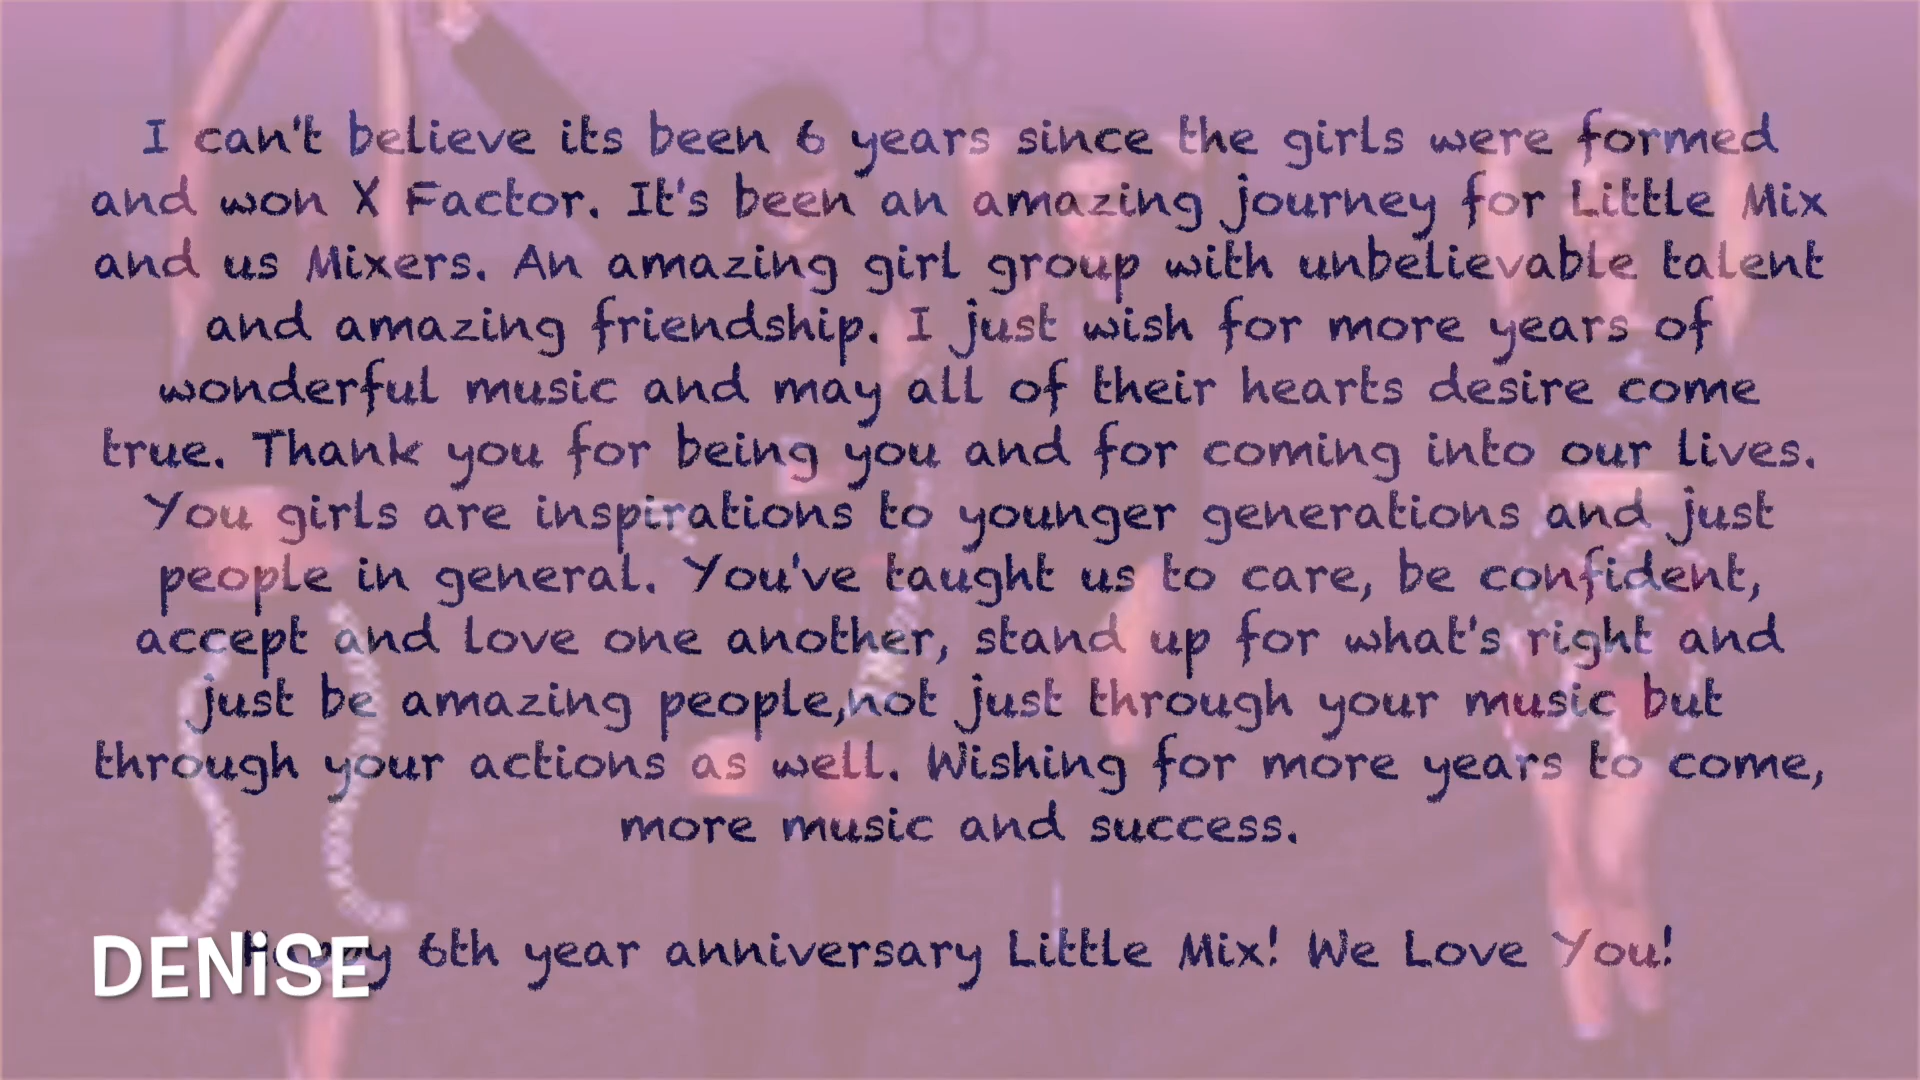 I can't believe its been 6 years since the girls were formed
and won X Factor. It's been an amazing journey for Little Mix
and us Mixers. An amazing girl group with unbelievable talent
and amazing friendship. I just wish for more years of
wonderful music and may all of their hearts desire come
true. Thank you for being you and for coming into our lives.
You girls are inspirations to younger generations and just
people in general. You've taught us to care, be confident,
accept and love one another, stand up for what's right and
just be amazing people,not just through your music but
through your actions as well. Wishing for more years to come,
more music and success.
Happy 6th year anniversary Little Mix! We Love You!
DENiSE